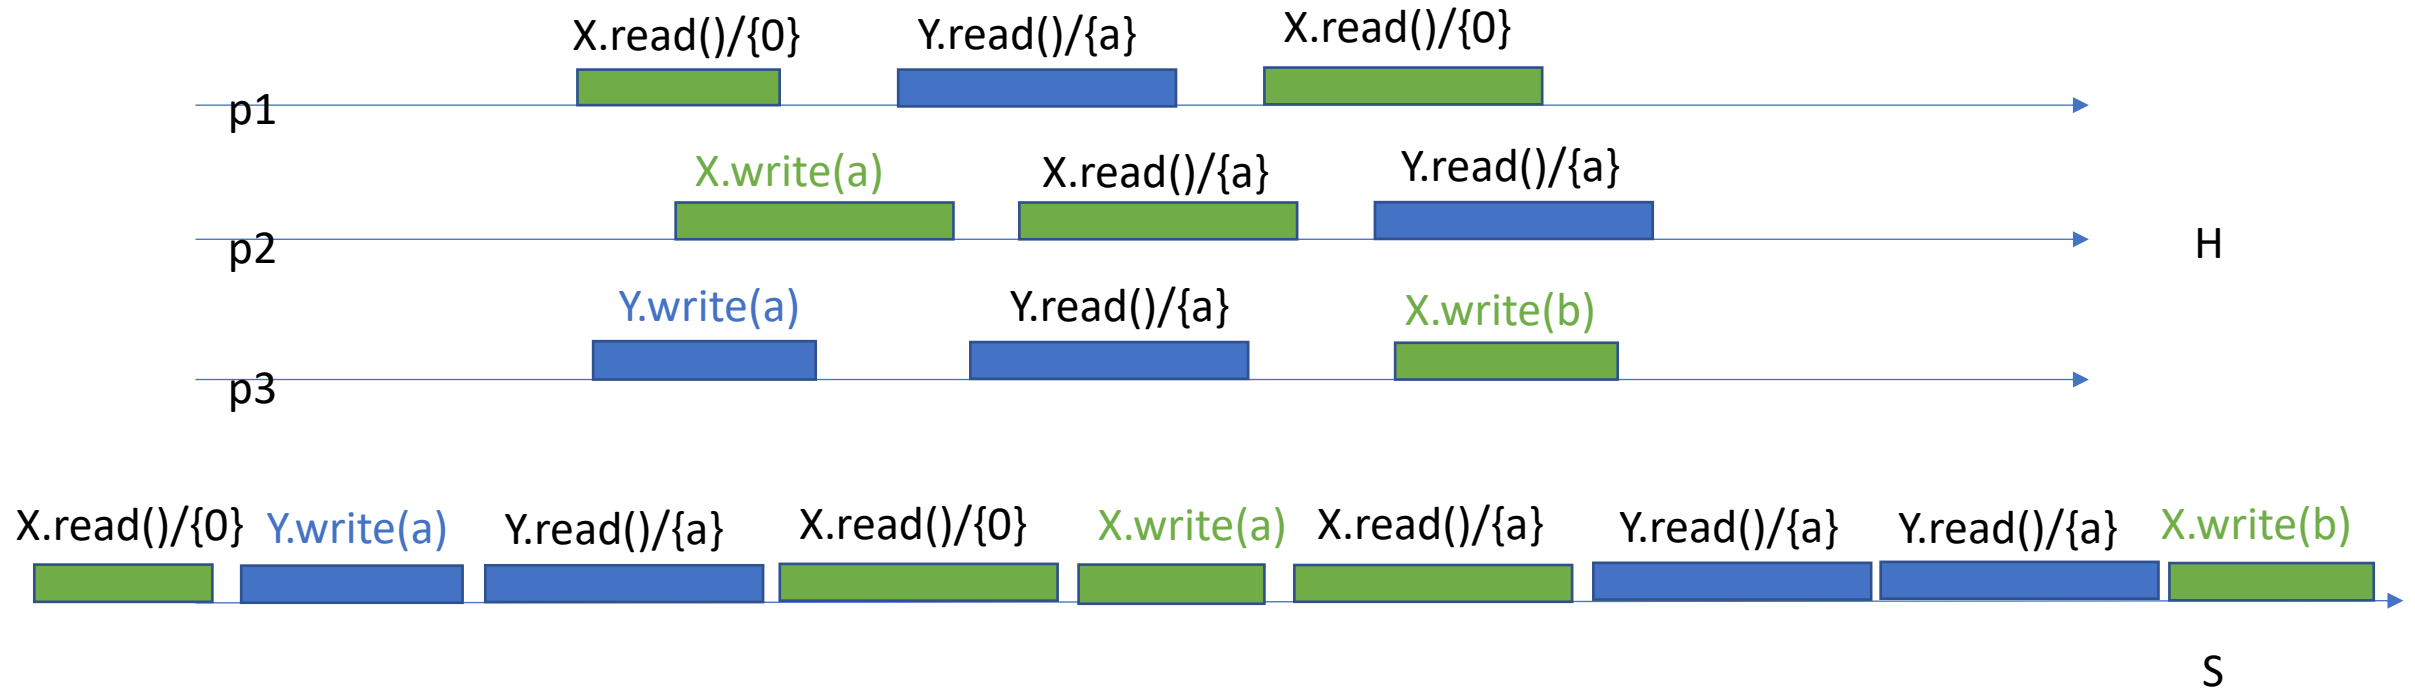 X.read()/{0} Y.read()/{a} X.read()/{0}
p1
X.write(a) X.read()/{a} Y.read()/{a}
p2 H
Y.write(a) Y.read()/{a} X.write(b)
p3
X.read()/{0} Y.write(a) Y.read()/{a} X.read()/{0} X.write(a) X.read()/{a} Y.read()/{a} Y.read()/{a} X.write(b)
S